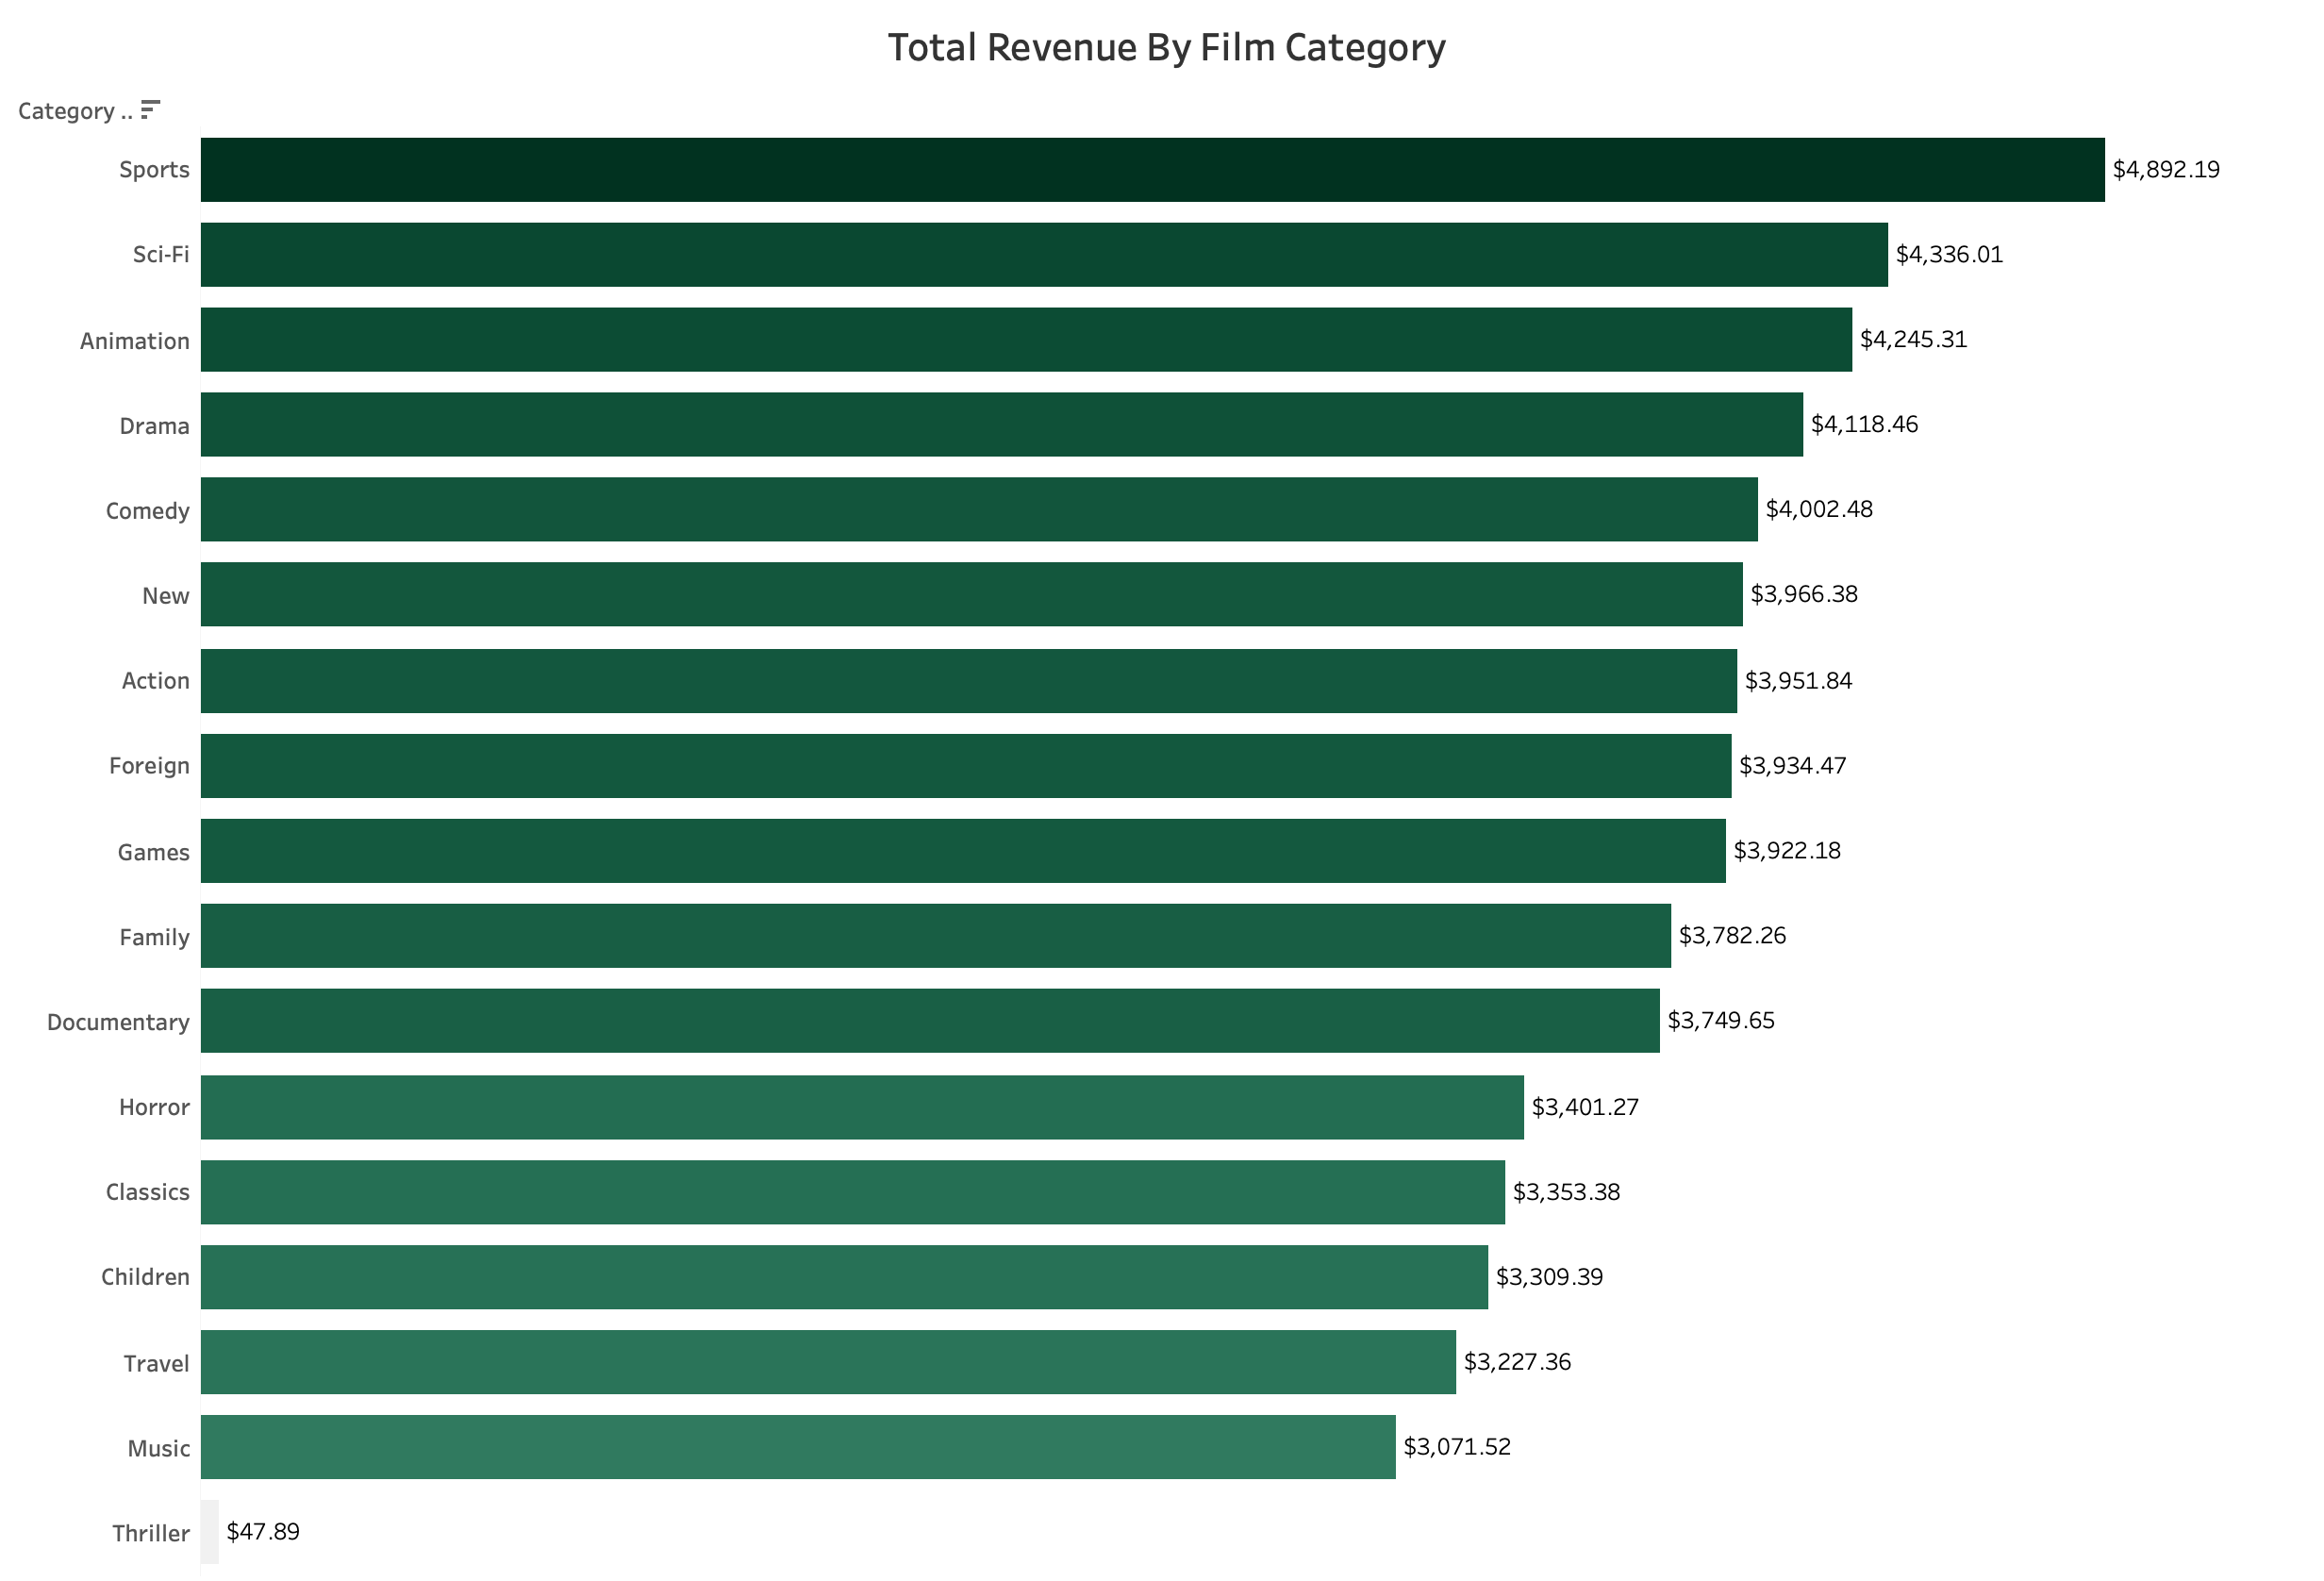 Total Revenue By Film Category
Category ..
Sports $4,892.19
Sci-Fi $4,336.01
Animation $4,245.31
Drama $4,118.46
Comedy $4,002.48
New $3,966.38
Action $3,951.84
Foreign $3,934.47
Games $3,922.18
Family $3,782.26
Documentary $3,749.65
Horror $3,401.27
Classics $3,353.38
Children $3,309.39
Travel $3,227.36
Music $3,071.52
Thriller $47.89